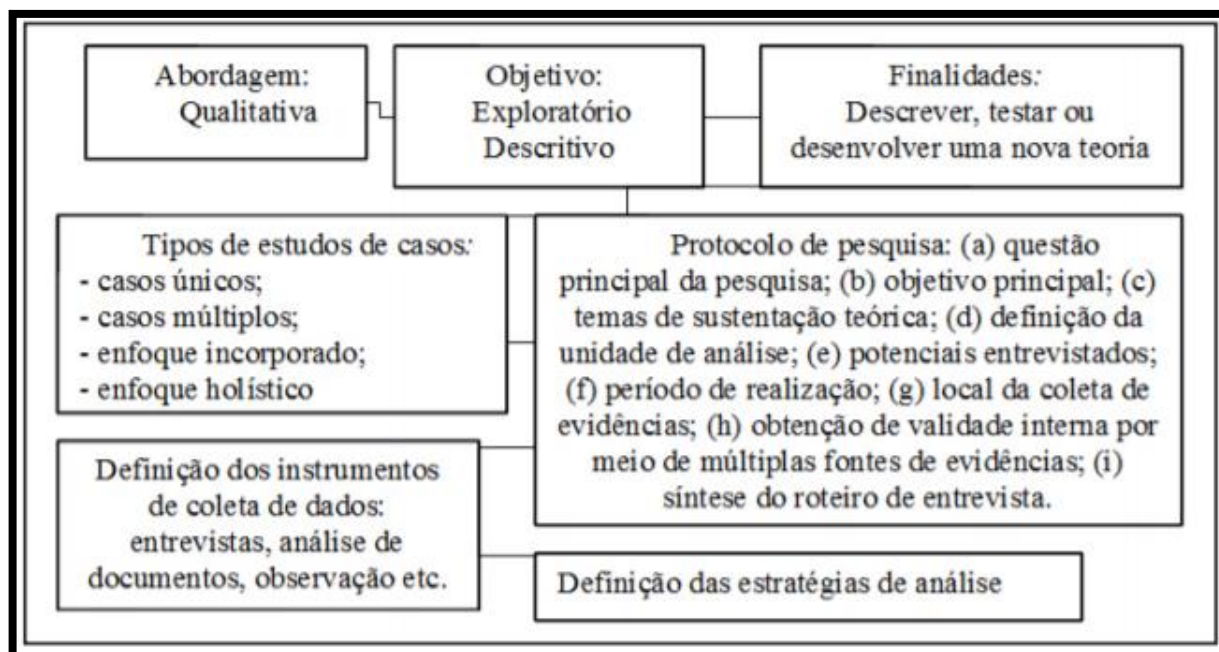 Abordagem:
Qualitativa
Objetivo:
Exploratório
Descritivo
Finalidades:
Descrever, testar ou
desenvolver uma nova teoria
Tipos de estudos de casos:
- casos únicos;
- casos múltiplos;
- enfoque incorporado;
- enfoque holístico
Protocolo de pesquisa: (a) questão
principal da pesquisa; (b) objetivo principal; (c)
temas de sustentação teórica; (d) definição da
unidade de análise; (e) potenciais entrevistados;
(f) período de realização; (g) local da coleta de
evidências; (h) obtenção de validade interna por
meio de múltiplas fontes de evidências; (i)
síntese do roteiro de entrevista.
Definição dos instrumentos
de coleta de dados:
entrevistas, análise de
documentos, observação etc.
Definição das estratégias de análise